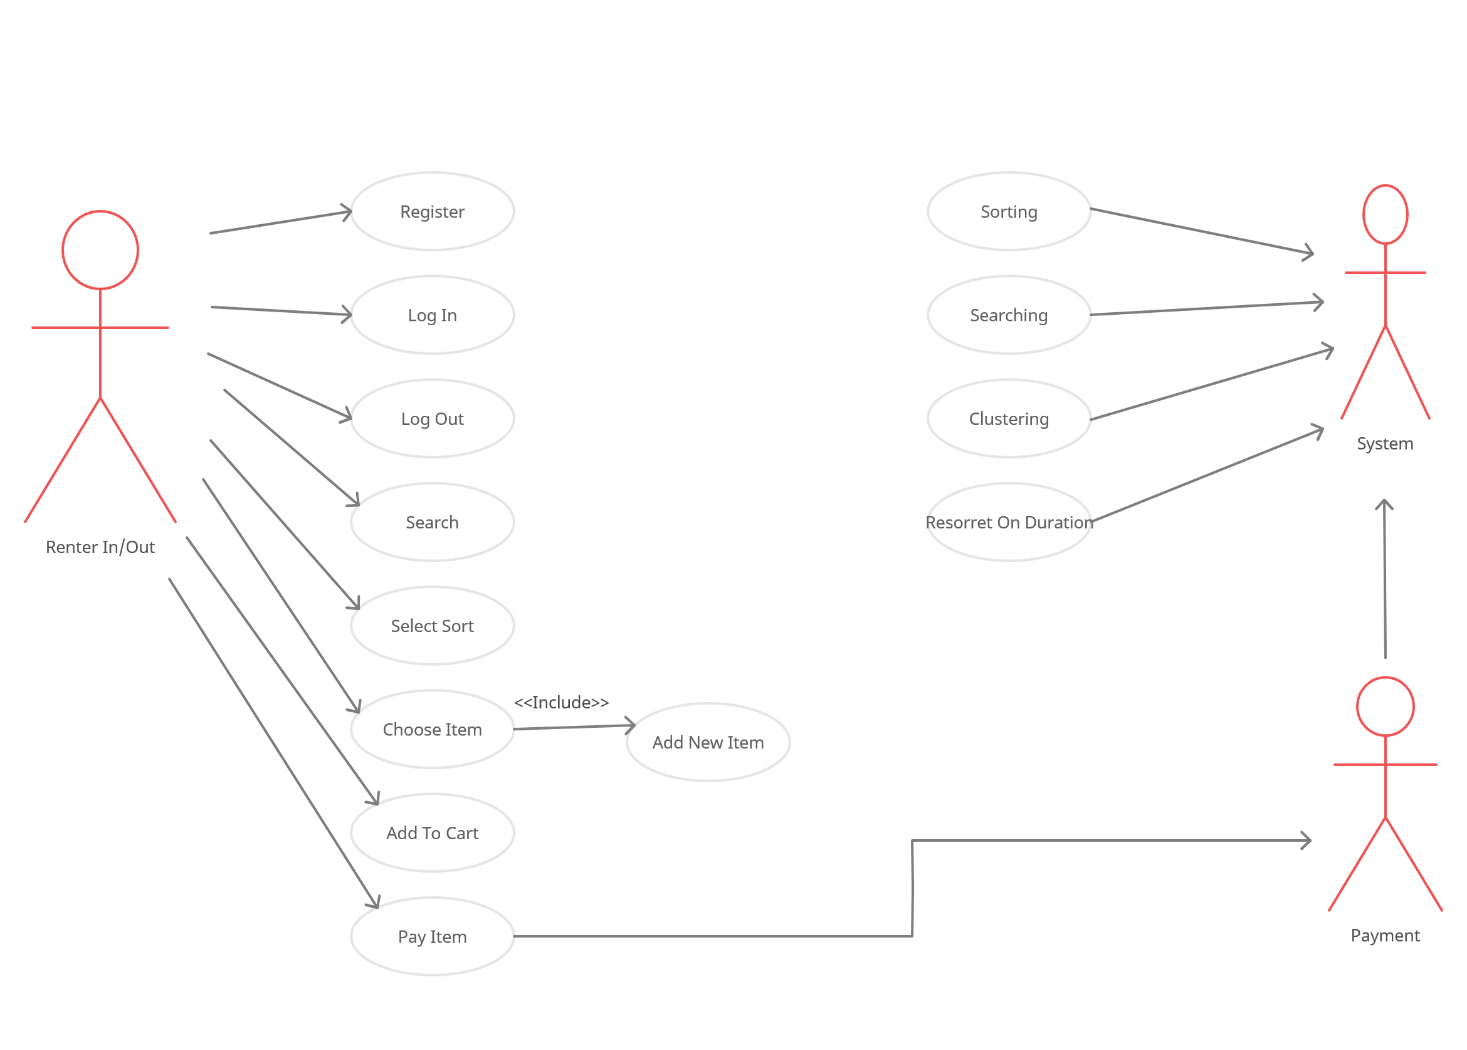 Register
Sorting
Log In
Searching
Log Out
Clustering
System
Search
Resorret On Duration
Renter In/Out
Select Sort
<<Include>>
Choose Item
Add New Item
Add To Cart
Pay Item
Payment